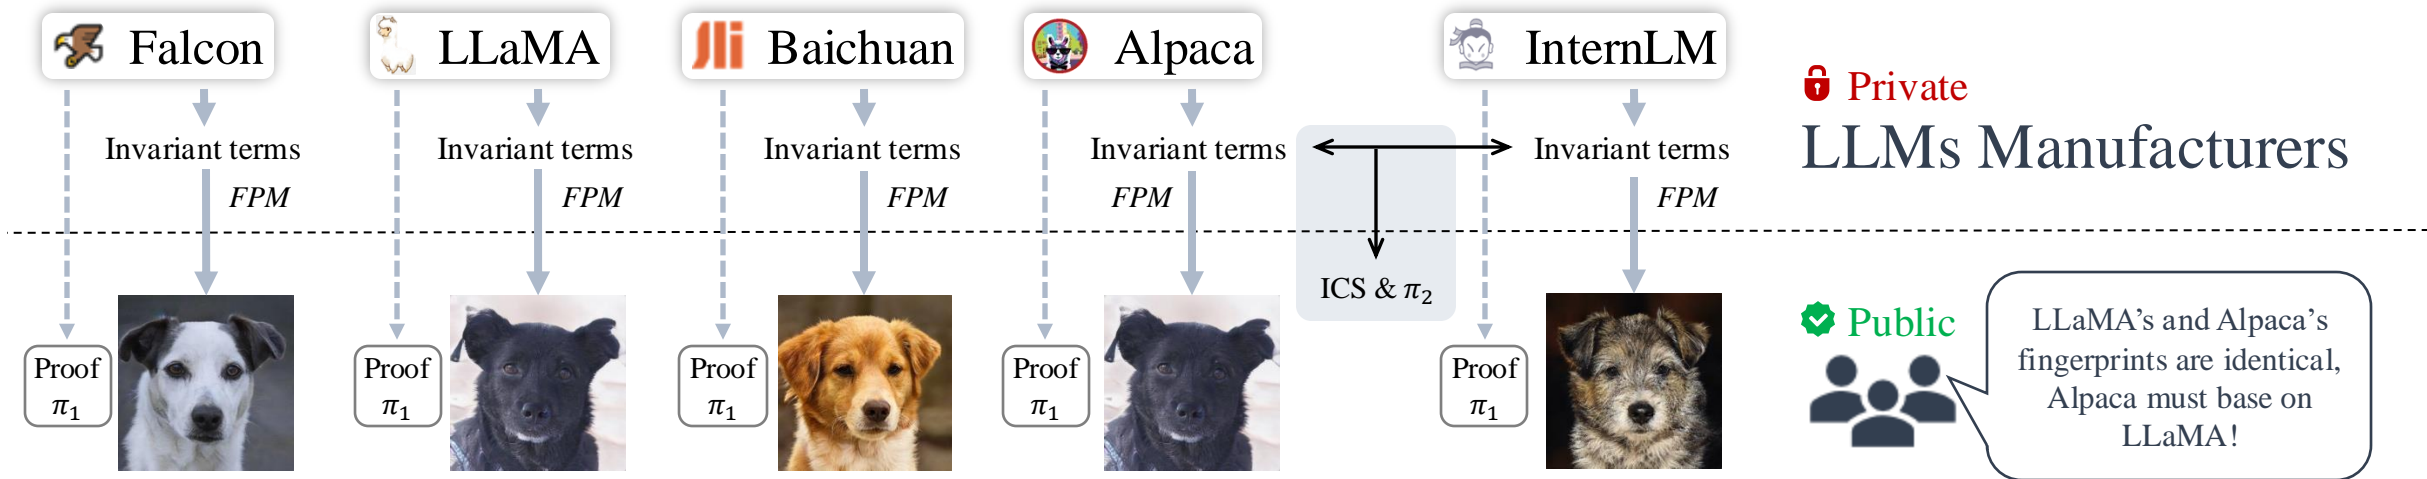 Falcon
LLaMA
Baichuan
Alpaca
InternLM
Private
LLMs Manufacturers
Invariant terms
Invariant terms
Invariant terms
Invariant terms
Invariant terms
FPM
FPM
FPM
FPM
FPM
ICS & π₂
Proof
π₁
Proof
π₁
Proof
π₁
Proof
π₁
Proof
π₁
Public
LLaMA’s and Alpaca’s
fingerprints are identical,
Alpaca must base on
LLaMA!